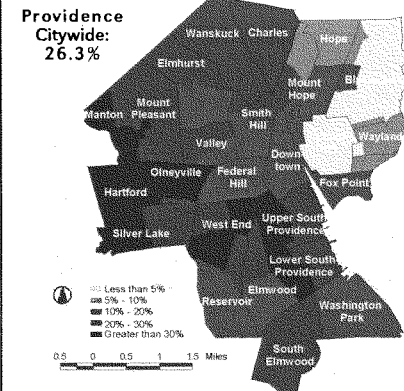 Providence
Citywide:
26.3%
Wanskuck Charles
Hope
Elmhurst
Mount
Hope
Bl
Mount
Pleasant
Manton
Smith
Hill
Wayland
Valley
Down-
town
Olneyville
Federal
Hill
Fox Point
Hartford
West End
Upper South
Providence
Silver Lake
Lower South
Providence
Elmwood
Reservoir
Washington
Park
South
Elmwood
Less than 5%
5% - 10%
10% - 20%
20% - 30%
Greater than 30%
0.5 0 0.5 1 1.5 Miles